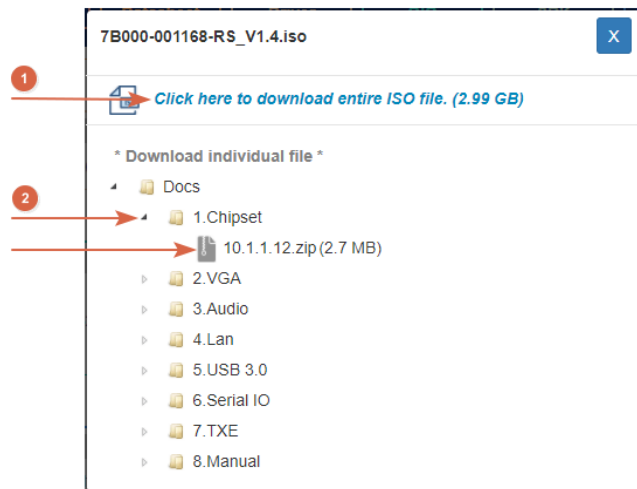 7B000-001168-RS_V1.4.iso
X
1
Click here to download entire ISO file. (2.99 GB)
* Download individual file *
Docs
2
1.Chipset
10.1.1.12.zip (2.7 MB)
2.VGA
3.Audio
4.Lan
5.USB 3.0
6.Serial IO
7.TXE
8.Manual